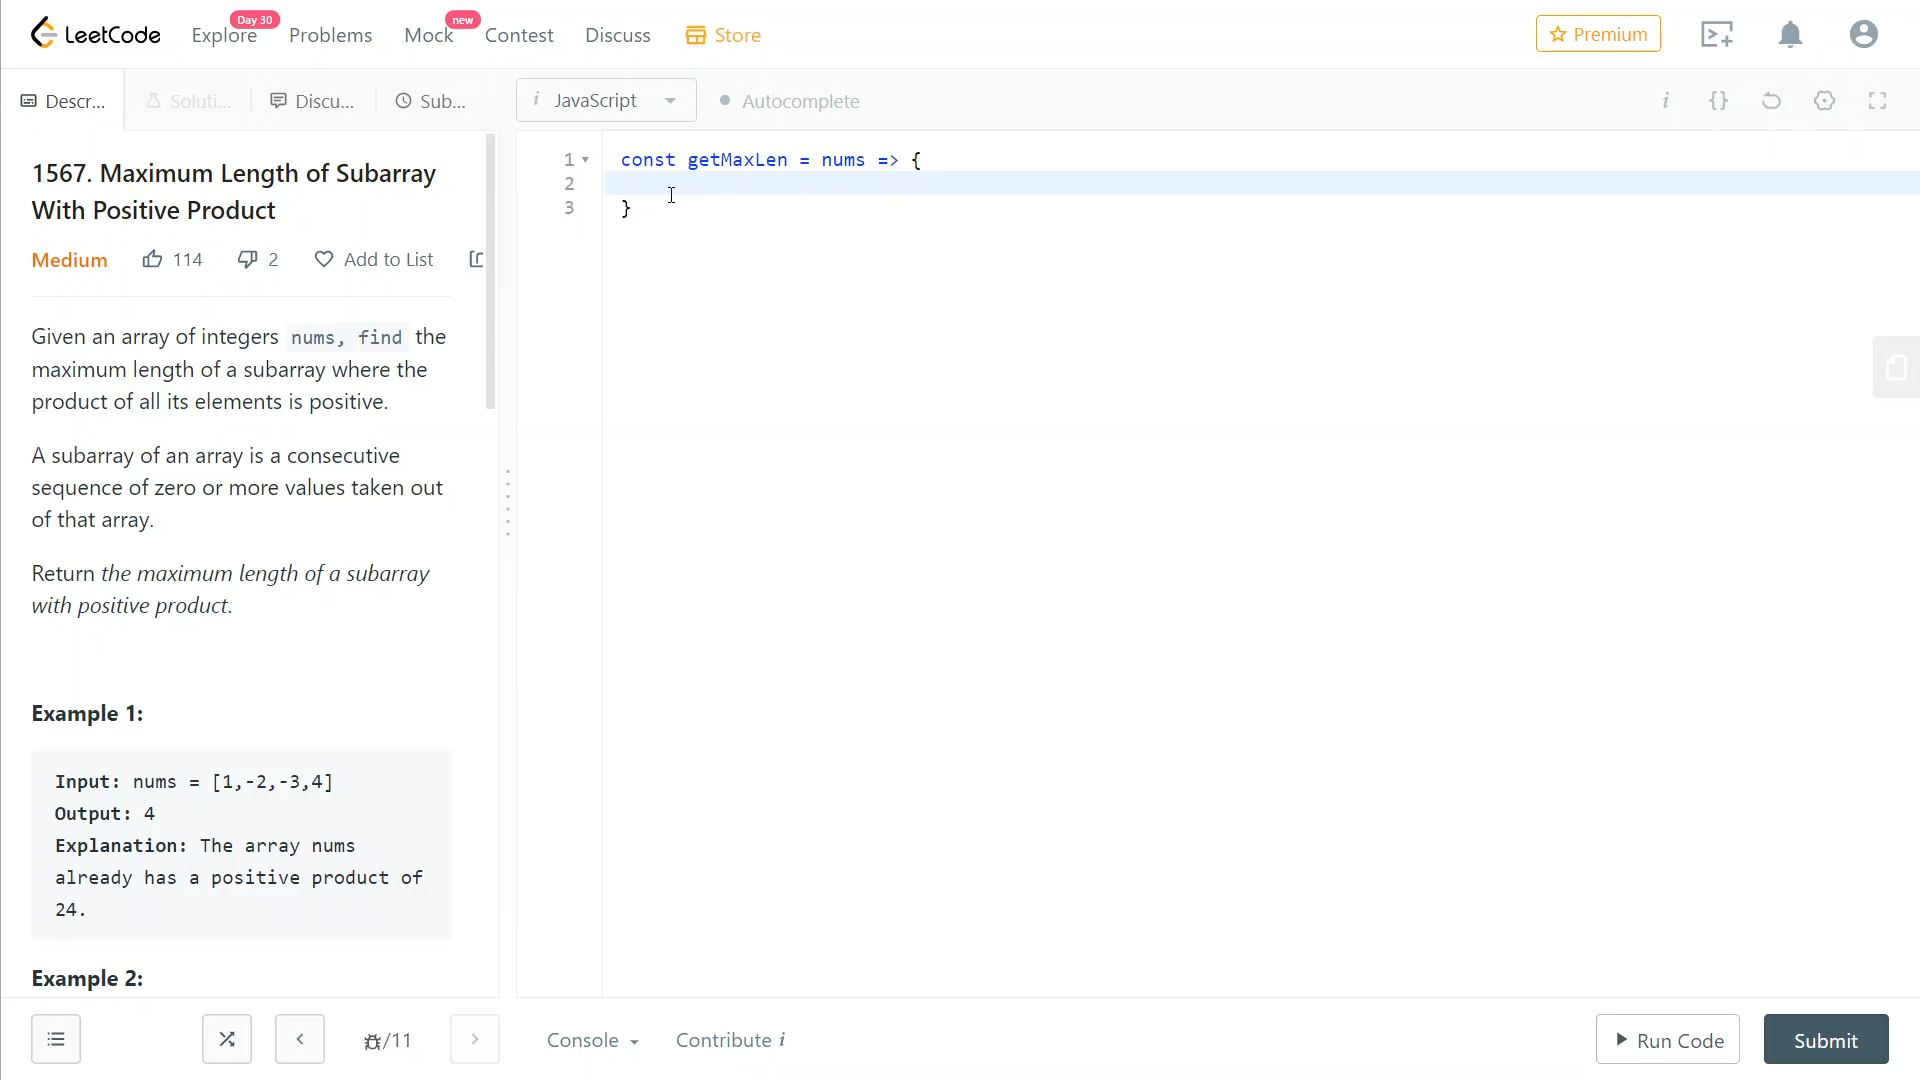 LeetCode
Explore
Day 30
Problems
Mock
new
Contest
Discuss
Store
Premium
Descr...
Soluti...
Discu...
Sub...
i JavaScript
Autocomplete
i {}
1567. Maximum Length of Subarray
With Positive Product
Medium 114 2 Add to List
Given an array of integers nums, find the
maximum length of a subarray where the
product of all its elements is positive.
A subarray of an array is a consecutive
sequence of zero or more values taken out
of that array.
Return the maximum length of a subarray
with positive product.
Example 1:
Input: nums = [1,-2,-3,4]
Output: 4
Explanation: The array nums
already has a positive product of
24.
Example 2:
1 const getMaxLen = nums => {
2
3 }
/11
Console
Contribute i
Run Code
Submit